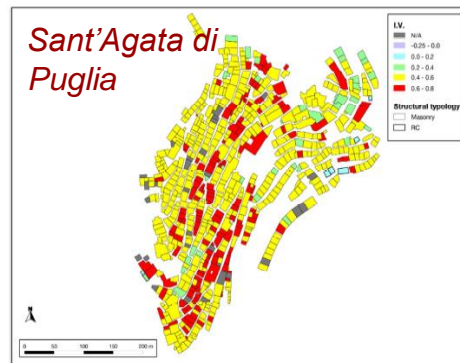 Sant'Agata di
Puglia
I.V.
N/A
-0.25 - 0.0
0.0 - 0.2
0.2 - 0.4
0.4 - 0.6
0.6 - 0.8
Structural typology
Masonry
RC
N
0 50 100 150 200 m